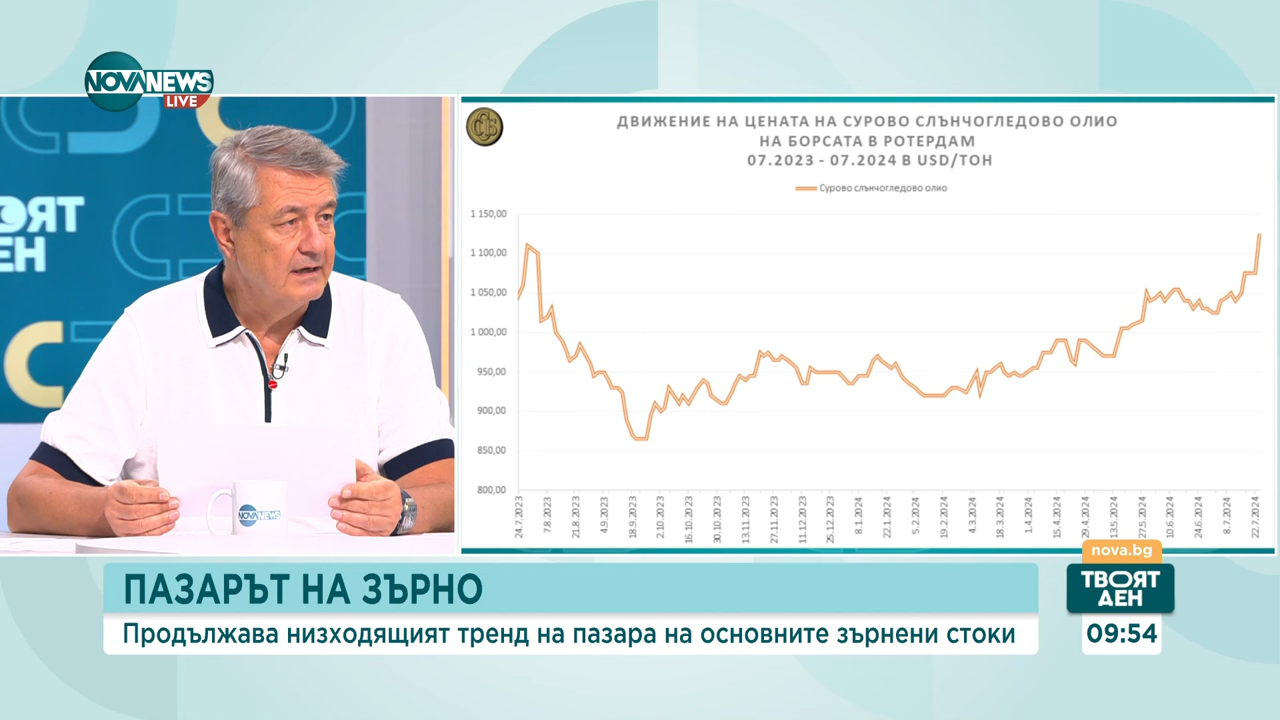 NOVANEWS
LIVE
ВОЯТ
ЕН
NOVANEWS
ДВИЖЕНИЕ НА ЦЕНАТА НА СУРОВО СЛЪНЧОГЛЕДОВО ОЛИО
НА БОРСАТА В РОТЕРДАМ
07.2023 - 07.2024 В USD/ТОН
Сурово слънчогледово олио
1 150,00
1 100,00
1 050,00
1 000,00
950,00
900,00
850,00
800,00
24.7.2023
7.8.2023
21.8.2023
4.9.2023
18.9.2023
2.10.2023
16.10.2023
30.10.2023
13.11.2023
27.11.2023
11.12.2023
25.12.2023
8.1.2024
22.1.2024
5.2.2024
19.2.2024
4.3.2024
18.3.2024
1.4.2024
15.4.2024
29.4.2024
13.5.2024
27.5.2024
10.6.2024
24.6.2024
8.7.2024
22.7.2024
nova.bg
ТВОЯТ
ДЕН
09:54
ПАЗАРЪТ НА ЗЪРНО
Продължава низходящият тренд на пазара на основните зърнени стоки